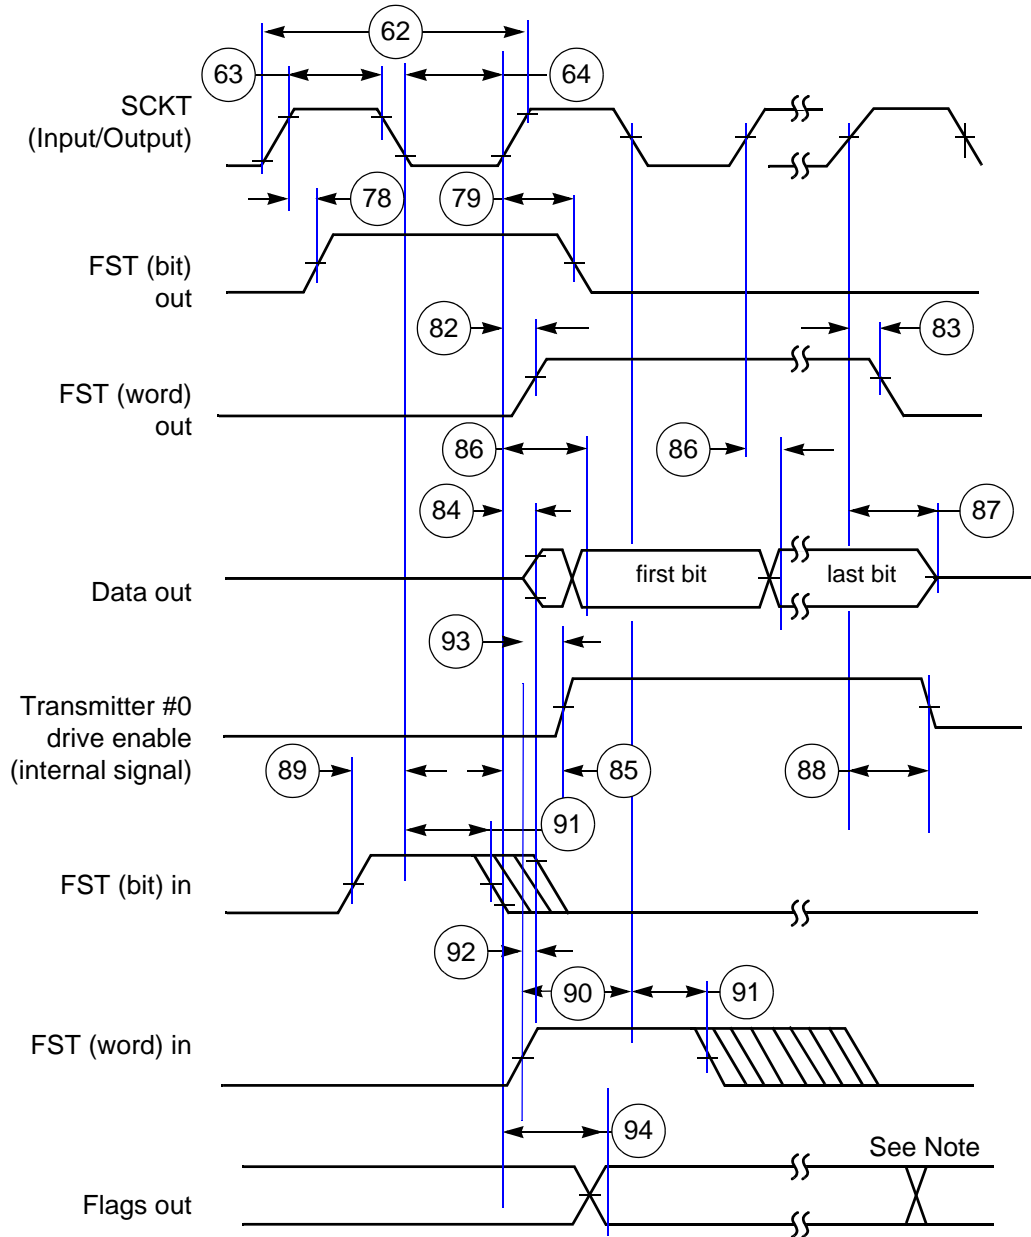 62
63
64
SCKT
(Input/Output)
78
79
FST (bit)
out
82
83
FST (word)
out
86
86
84
87
first bit
last bit
Data out
93
Transmitter #0
drive enable
(internal signal)
89
85
88
91
FST (bit) in
92
90
91
FST (word) in
94
See Note
Flags out